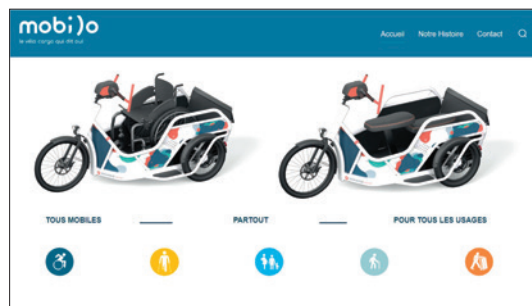 mobi)o
le vélo cargo qui dit oui
Accueil Notre Histoire Contact
TOUS MOBILES PARTOUT POUR TOUS LES USAGES